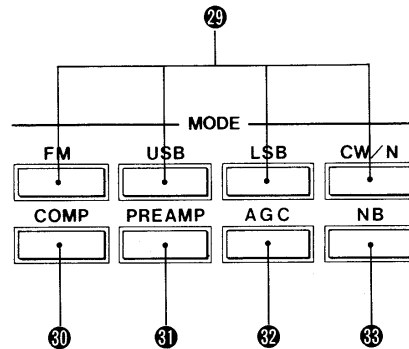 ㉙
MODE
FM USB LSB CW/N
COMP PREAMP AGC NB
㉚ ㉛ ㉜ ㉝